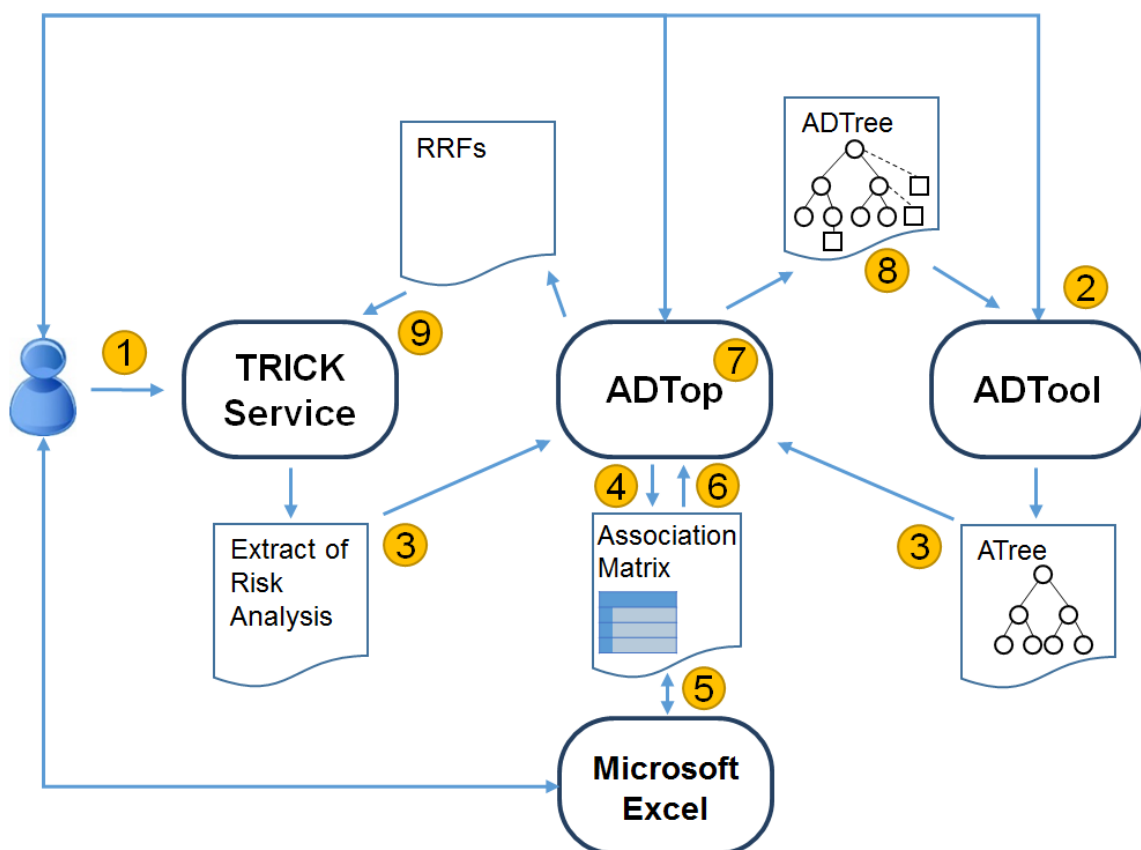 ADTree
RRFs
8
2
9
1
7
TRICK
Service
ADTop
ADTool
4
6
3
3
Extract of
Risk
Analysis
Association
Matrix
ATree
5
Microsoft
Excel